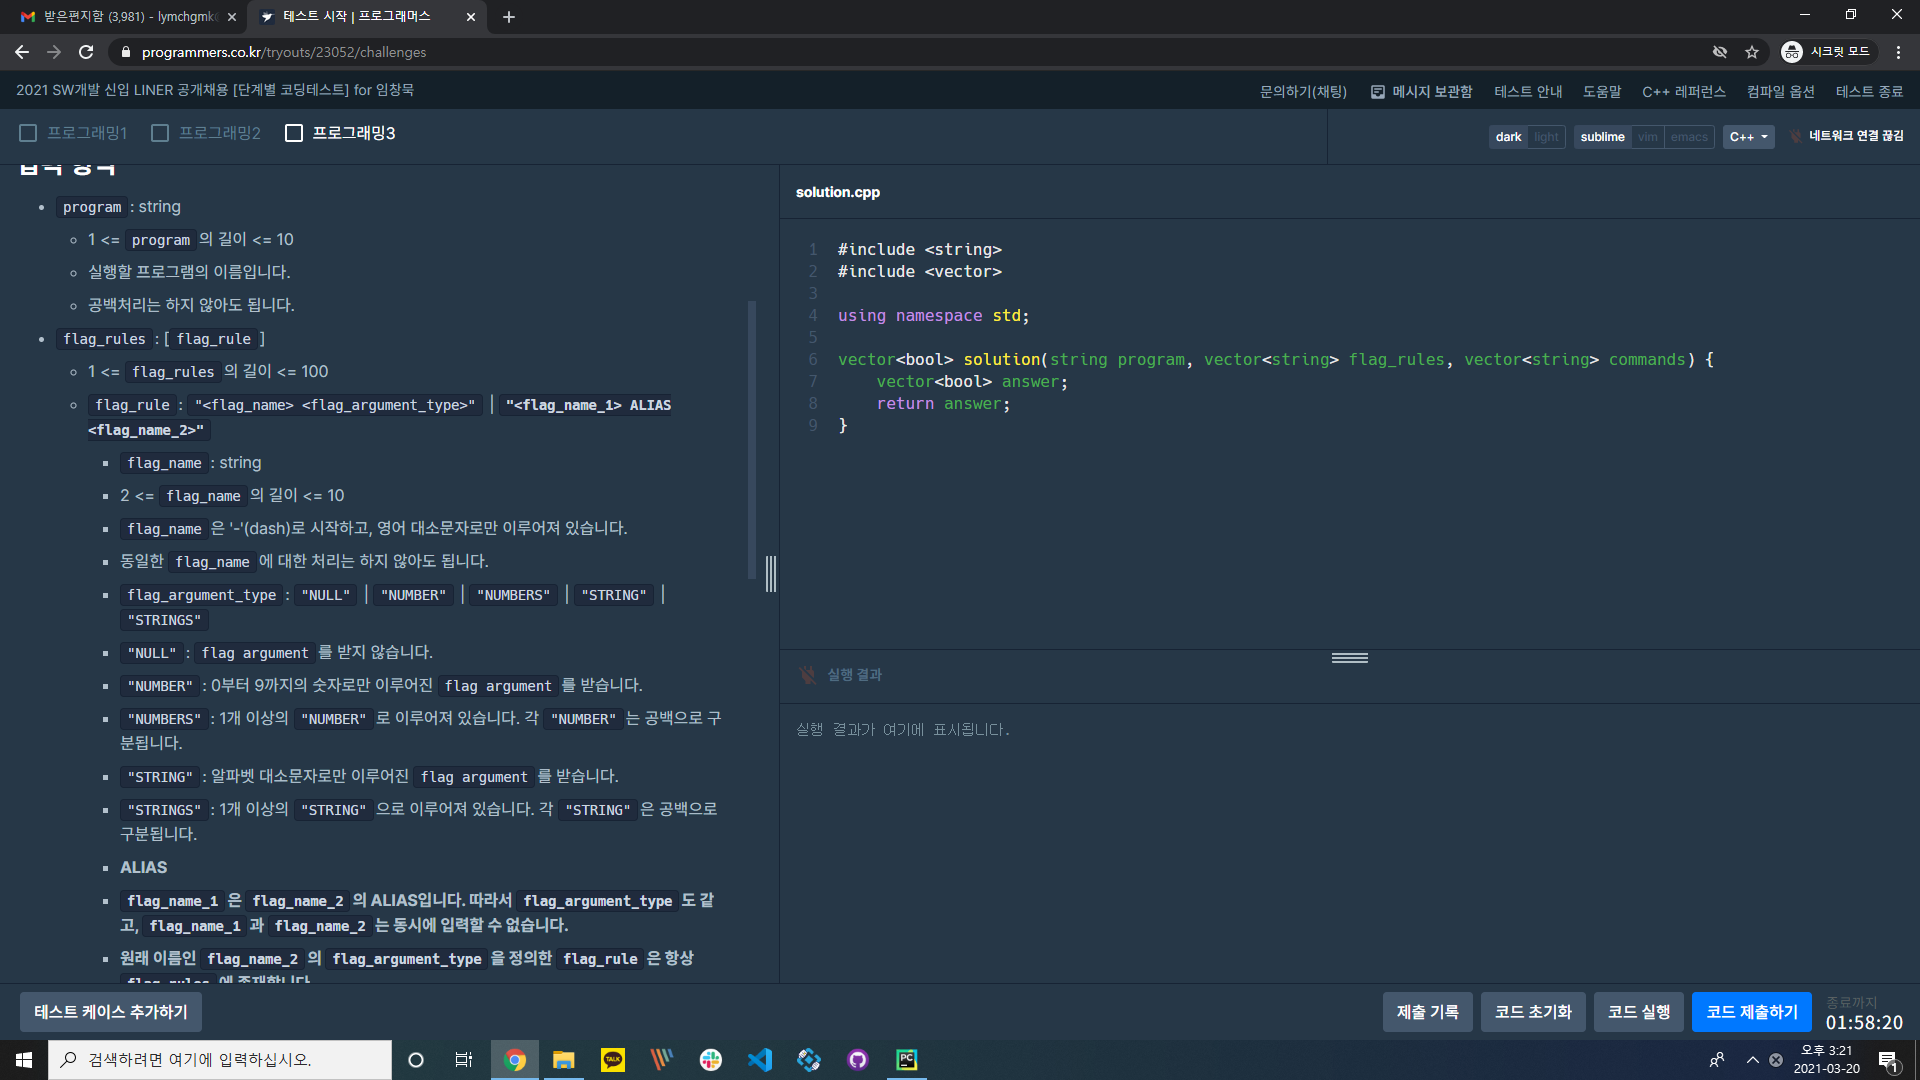 받은편지함 (3,981) - lymchgmk
테스트 시작 | 프로그래머스
programmers.co.kr/tryouts/23052/challenges
시크릿 모드
2021 SW개발 신입 LINER 공개채용 [단계별 코딩테스트] for 임창묵
문의하기(채팅) 메시지 보관함 테스트 안내 도움말 C++ 레퍼런스 컴파일 옵션 테스트 종료
프로그래밍1 프로그래밍2 프로그래밍3
dark light sublime vim emacs C++ 네트워크 연결 끊김
program : string
1 <= program 의 길이 <= 10
실행할 프로그램의 이름입니다.
공백처리는 하지 않아도 됩니다.
flag_rules : [ flag_rule ]
1 <= flag_rules 의 길이 <= 100
flag_rule : "<flag_name> <flag_argument_type>" | "<flag_name_1> ALIAS
<flag_name_2>"
flag_name : string
2 <= flag_name 의 길이 <= 10
flag_name 은 '-'(dash)로 시작하고, 영어 대소문자로만 이루어져 있습니다.
동일한 flag_name 에 대한 처리는 하지 않아도 됩니다.
flag_argument_type : "NULL" | "NUMBER" | "NUMBERS" | "STRING" |
"STRINGS"
"NULL" : flag argument 를 받지 않습니다.
"NUMBER" : 0부터 9까지의 숫자로만 이루어진 flag argument 를 받습니다.
"NUMBERS" : 1개 이상의 "NUMBER" 로 이루어져 있습니다. 각 "NUMBER" 는 공백으로 구
분됩니다.
"STRING" : 알파벳 대소문자로만 이루어진 flag argument 를 받습니다.
"STRINGS" : 1개 이상의 "STRING" 으로 이루어져 있습니다. 각 "STRING" 은 공백으로
구분됩니다.
ALIAS
flag_name_1 은 flag_name_2 의 ALIAS입니다. 따라서 flag_argument_type 도 같
고, flag_name_1 과 flag_name_2 는 동시에 입력할 수 없습니다.
원래 이름인 flag_name_2 의 flag_argument_type 을 정의한 flag_rule 은 항상
solution.cpp
1 #include <string>
2 #include <vector>
3
4 using namespace std;
5
6 vector<bool> solution(string program, vector<string> flag_rules, vector<string> commands) {
7 vector<bool> answer;
8 return answer;
9 }
실행 결과
실행 결과가 여기에 표시됩니다.
테스트 케이스 추가하기
제출 기록 코드 초기화 코드 실행 코드 제출하기
종료까지
01:58:20
검색하려면 여기에 입력하십시오.
TALK
PC
오후 3:21
2021-03-20
1